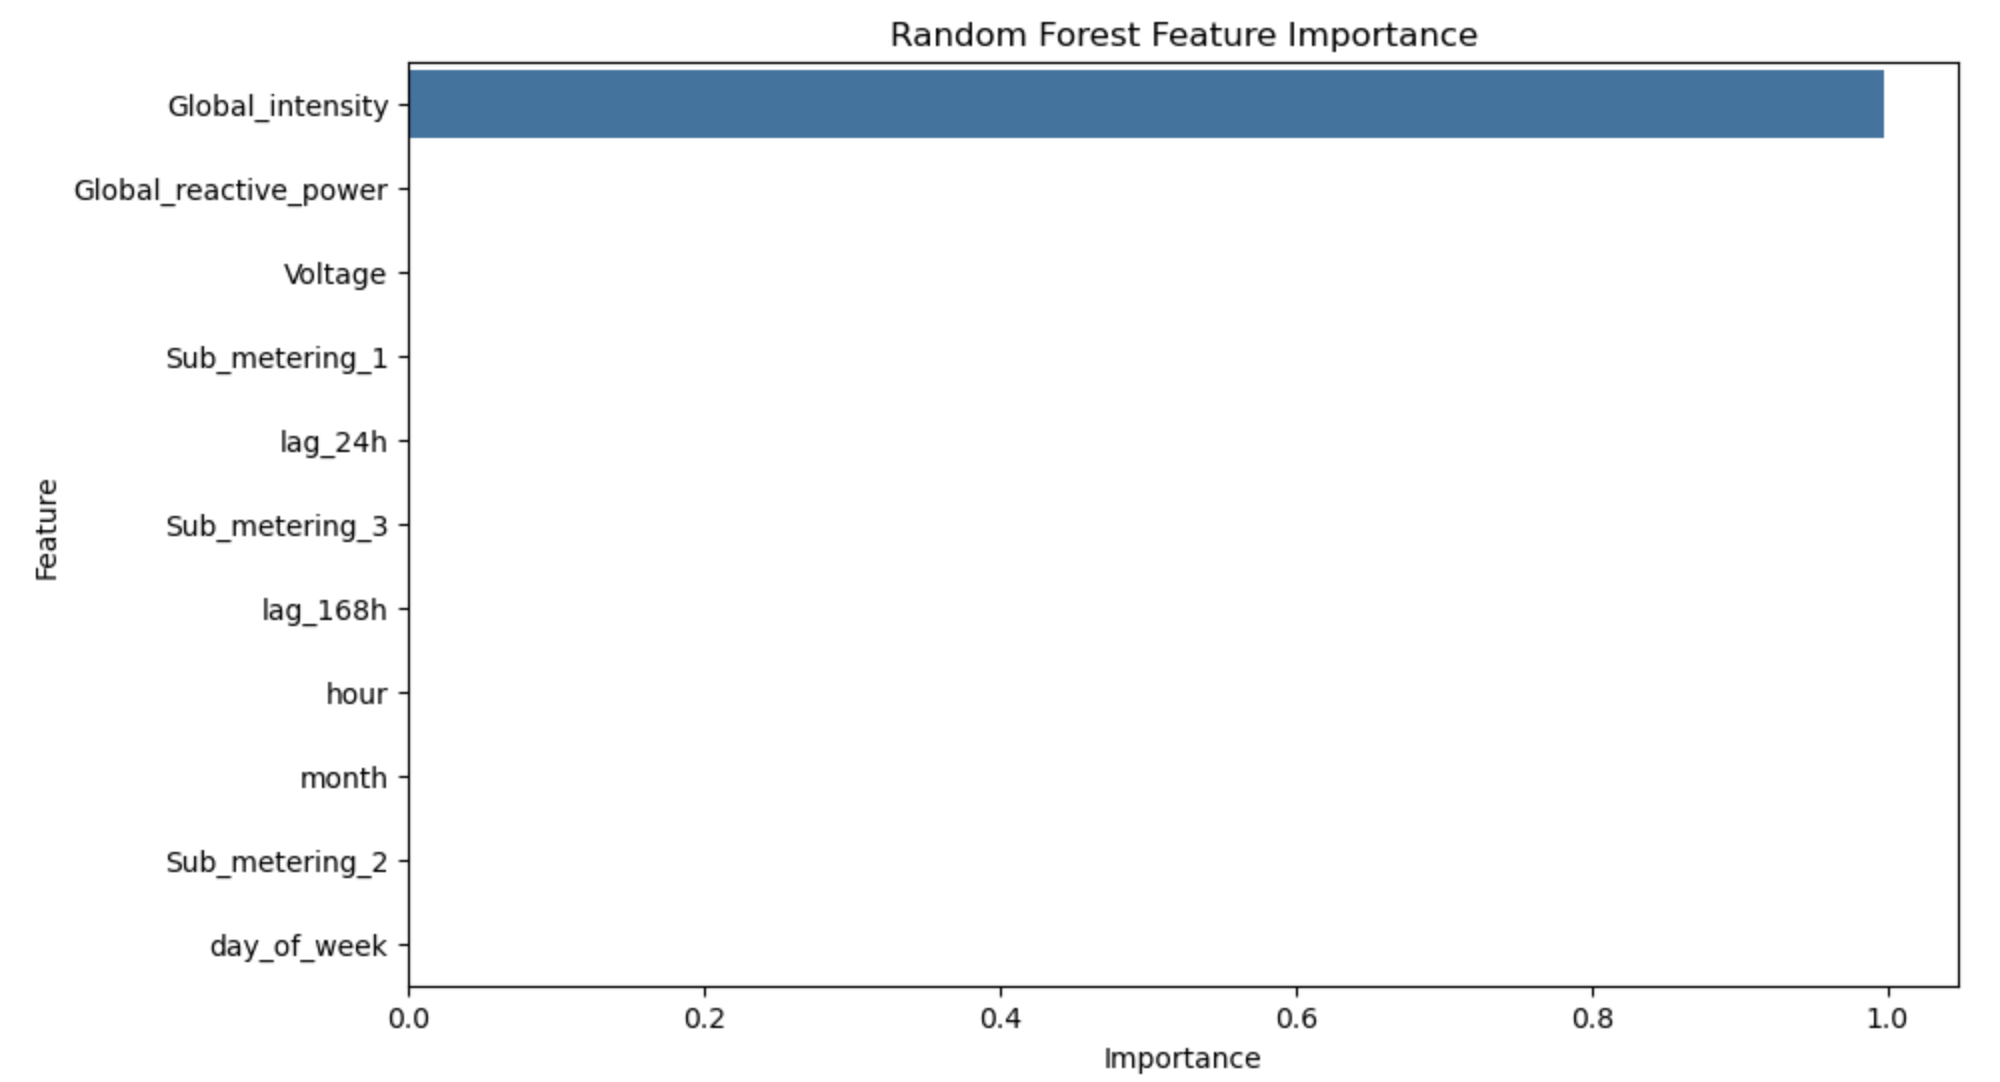 Random Forest Feature Importance
Global_intensity
Global_reactive_power
Voltage
Sub_metering_1
lag_24h
Sub_metering_3
lag_168h
hour
month
Sub_metering_2
day_of_week
Feature
0.0 0.2 0.4 0.6 0.8 1.0
Importance